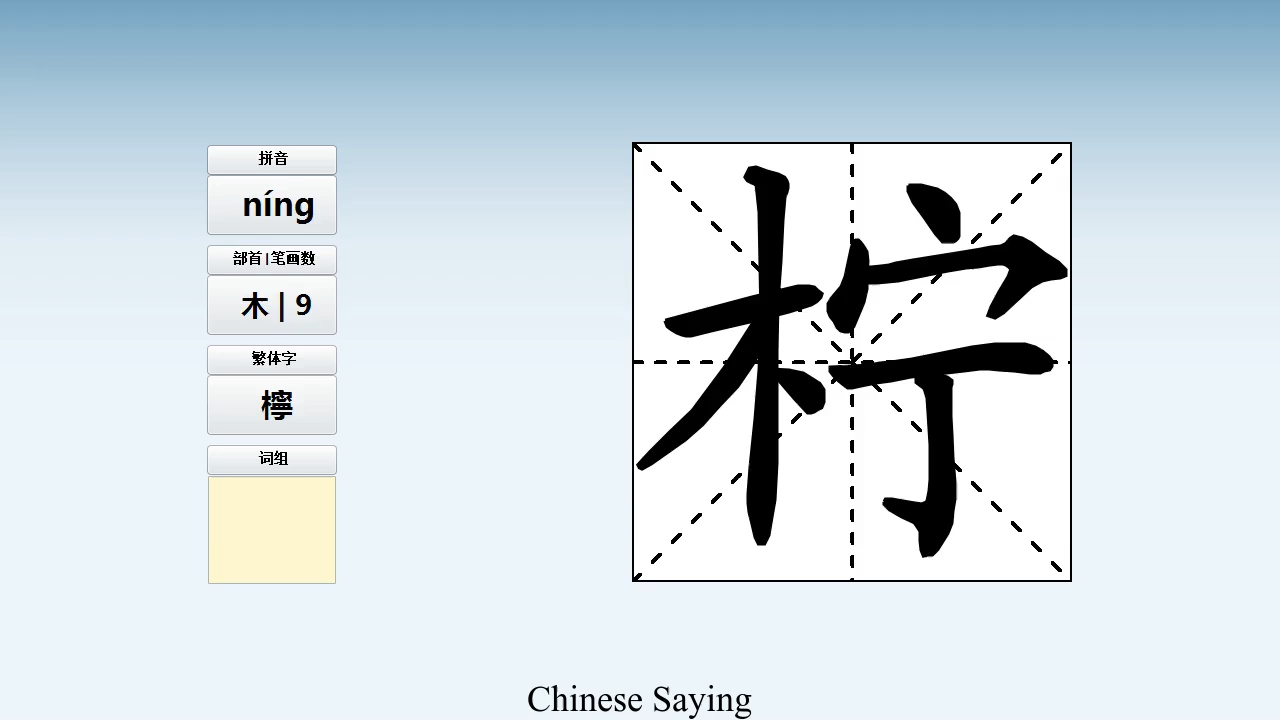 拼音
níng
部首|笔画数
木 | 9
繁体字
檸
词组
柠
Chinese Saying